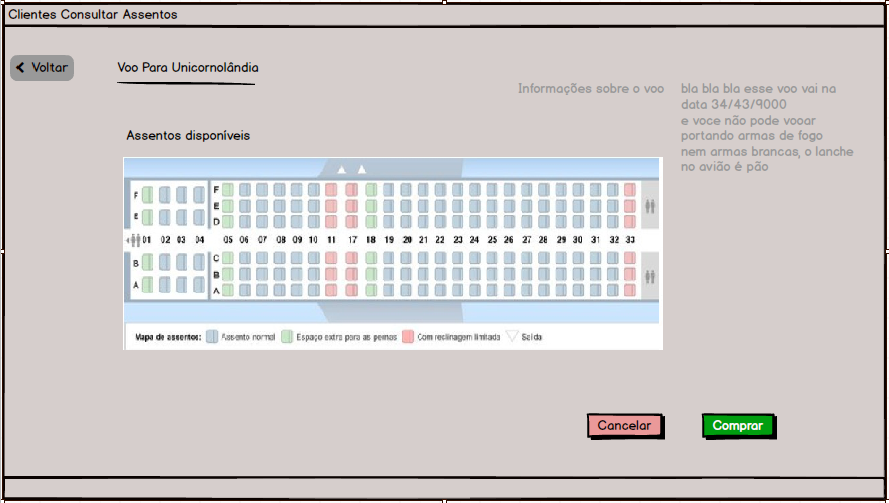 Clientes Consultar Assentos
Voltar
Voo Para Unicornolândia
Informações sobre o voo
bla bla bla esse voo vai na
data 34/43/9000
e voce não pode vooar
portando armas de fogo
nem armas brancas, o lanche
no avião é pão
Assentos disponíveis
F F
E E
D
01 02 03 04 05 06 07 08 09 10 11 17 18 19 20 21 22 23 24 25 26 27 28 29 30 31 32 33
C
B B
A A
Mapa de assentos: Assento normal Espaço extra para as pernas Com reclinagem limitada Saída
Cancelar
Comprar